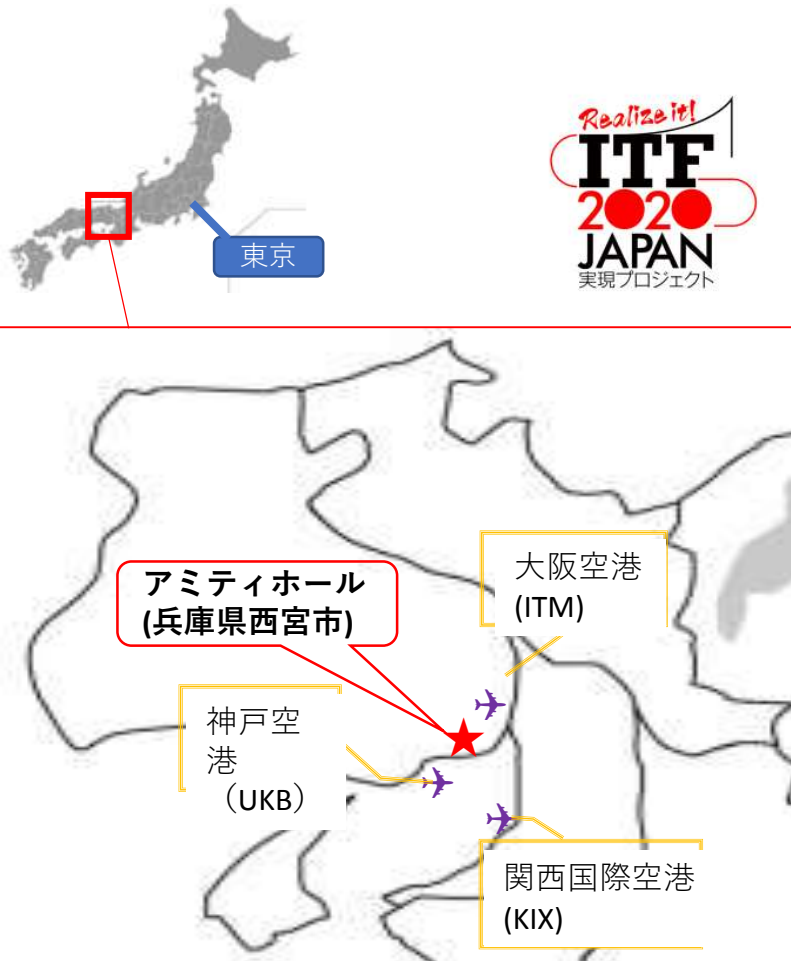 Realize it!
ITF
2020
JAPAN
実現プロジェクト
東京
アミティホール
(兵庫県西宮市)
大阪空港
(ITM)
神戸空
港
（UKB）
関西国際空港
(KIX)